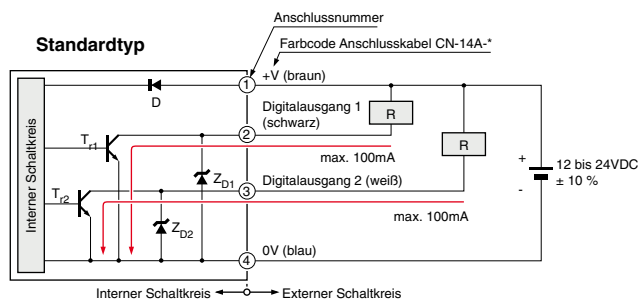 Anschlussnummer
Standardtyp
Farbcode Anschlusskabel CN-14A-*
1
+V (braun)
D
Digitalausgang 1
(schwarz)
R
2
Tr1
max. 100mA
R
Interner Schaltkreis
ZD1
3
Digitalausgang 2 (weiß)
+
-
12 bis 24VDC
± 10 %
Tr2
max. 100mA
ZD2
4
0V (blau)
Interner Schaltkreis
Externer Schaltkreis